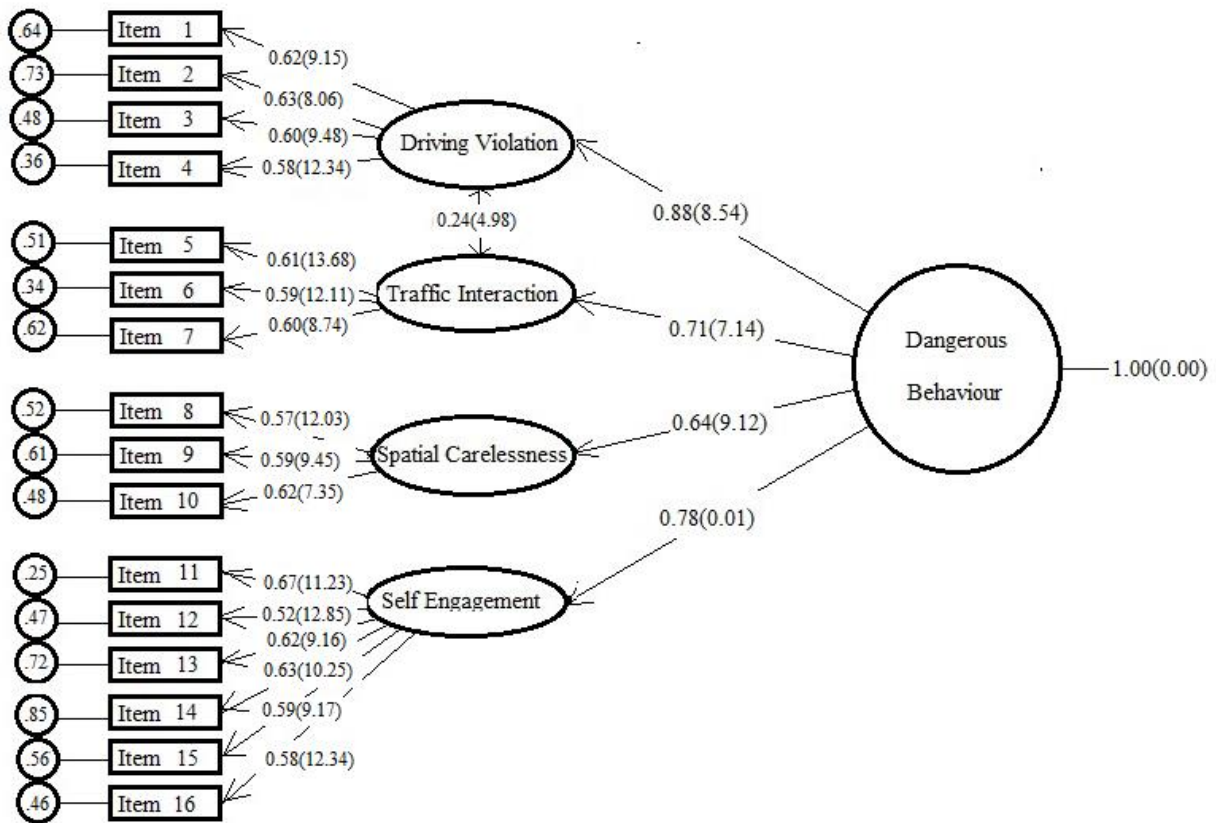 .64 Item 1
0.62(9.15)
.73 Item 2
0.63(8.06)
.48 Item 3
0.60(9.48)
.36 Item 4
0.58(12.34)
Driving Violation
0.88(8.54)
0.24(4.98)
.51 Item 5
0.61(13.68)
.34 Item 6
0.59(12.11)
.62 Item 7
0.60(8.74)
Traffic Interaction
0.71(7.14)
Dangerous
Behaviour
1.00(0.00)
.52 Item 8
0.57(12.03)
.61 Item 9
0.59(9.45)
.48 Item 10
0.62(7.35)
Spatial Carelessness
0.64(9.12)
0.78(0.01)
.25 Item 11
0.67(11.23)
.47 Item 12
0.52(12.85)
.72 Item 13
0.62(9.16)
.85 Item 14
0.63(10.25)
.56 Item 15
0.59(9.17)
.46 Item 16
0.58(12.34)
Self Engagement